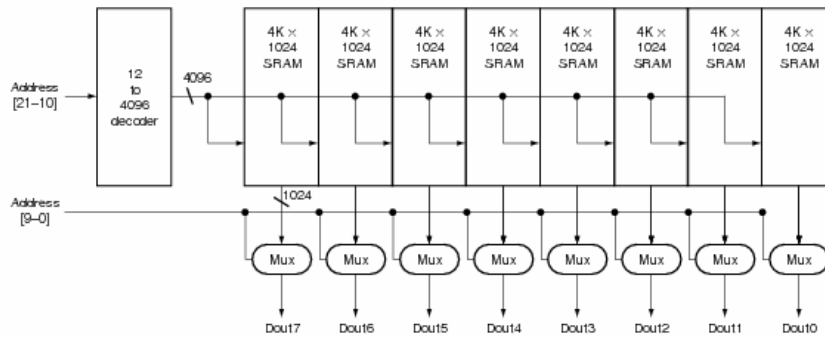 4K × 1024 SRAM
4K × 1024 SRAM
4K × 1024 SRAM
4K × 1024 SRAM
4K × 1024 SRAM
4K × 1024 SRAM
4K × 1024 SRAM
4K × 1024 SRAM
Address
[21–10]
12
to
4096
decoder
4096
Address
[9–0]
1024
Mux Mux Mux Mux Mux Mux Mux Mux
Dout7 Dout6 Dout5 Dout4 Dout3 Dout2 Dout1 Dout0